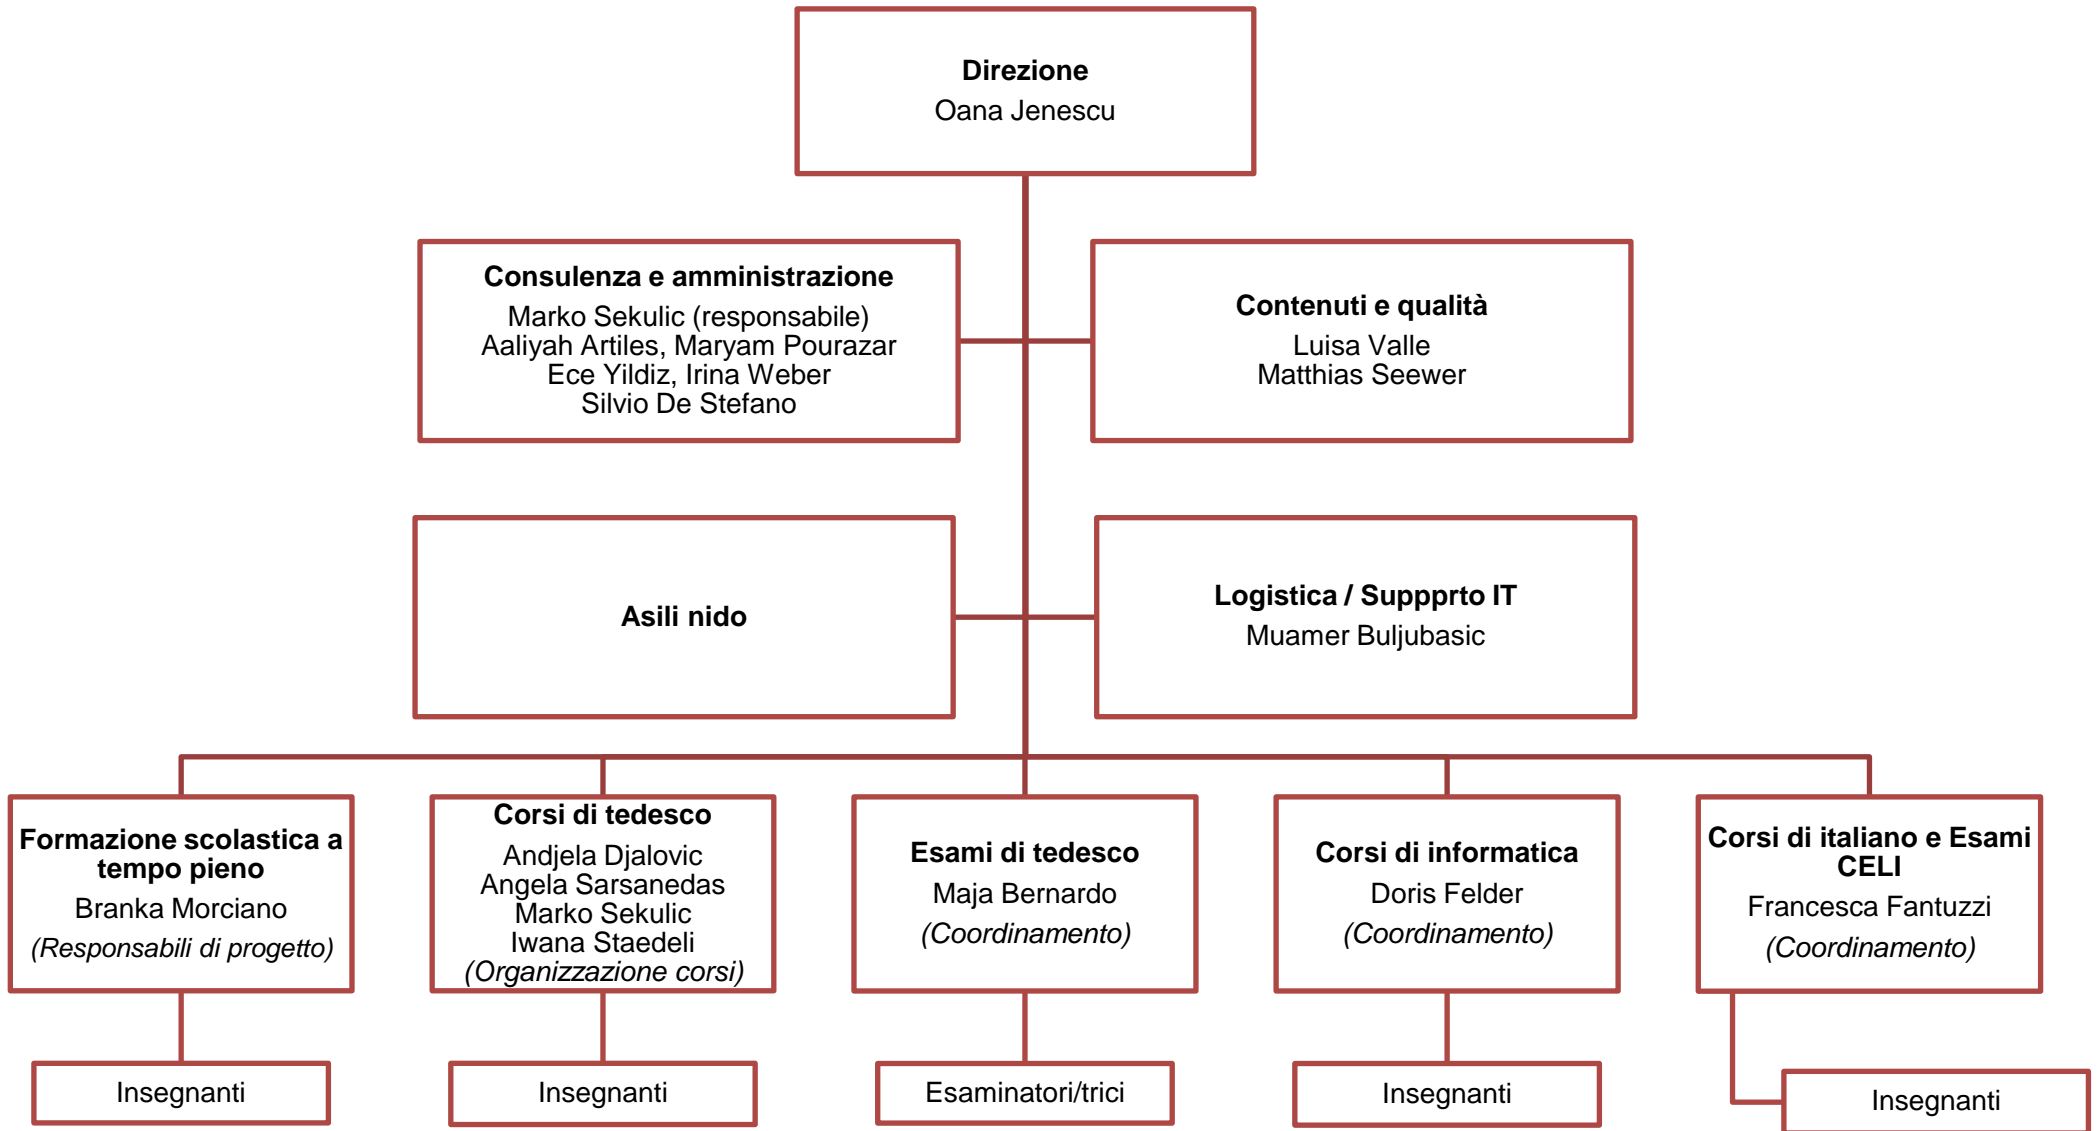 Direzione
Oana Jenescu
Consulenza e amministrazione
Marko Sekulic (responsabile)
Aaliyah Artiles, Maryam Pourazar
Ece Yildiz, Irina Weber
Silvio De Stefano
Contenuti e qualità
Luisa Valle
Matthias Seewer
Asili nido
Logistica / Suppprto IT
Muamer Buljubasic
Formazione scolastica a
tempo pieno
Branka Morciano
(Responsabili di progetto)
Corsi di tedesco
Andjela Djalovic
Angela Sarsanedas
Marko Sekulic
Iwana Staedeli
(Organizzazione corsi)
Esami di tedesco
Maja Bernardo
(Coordinamento)
Corsi di informatica
Doris Felder
(Coordinamento)
Corsi di italiano e Esami
CELI
Francesca Fantuzzi
(Coordinamento)
Insegnanti
Insegnanti
Esaminatori/trici
Insegnanti
Insegnanti